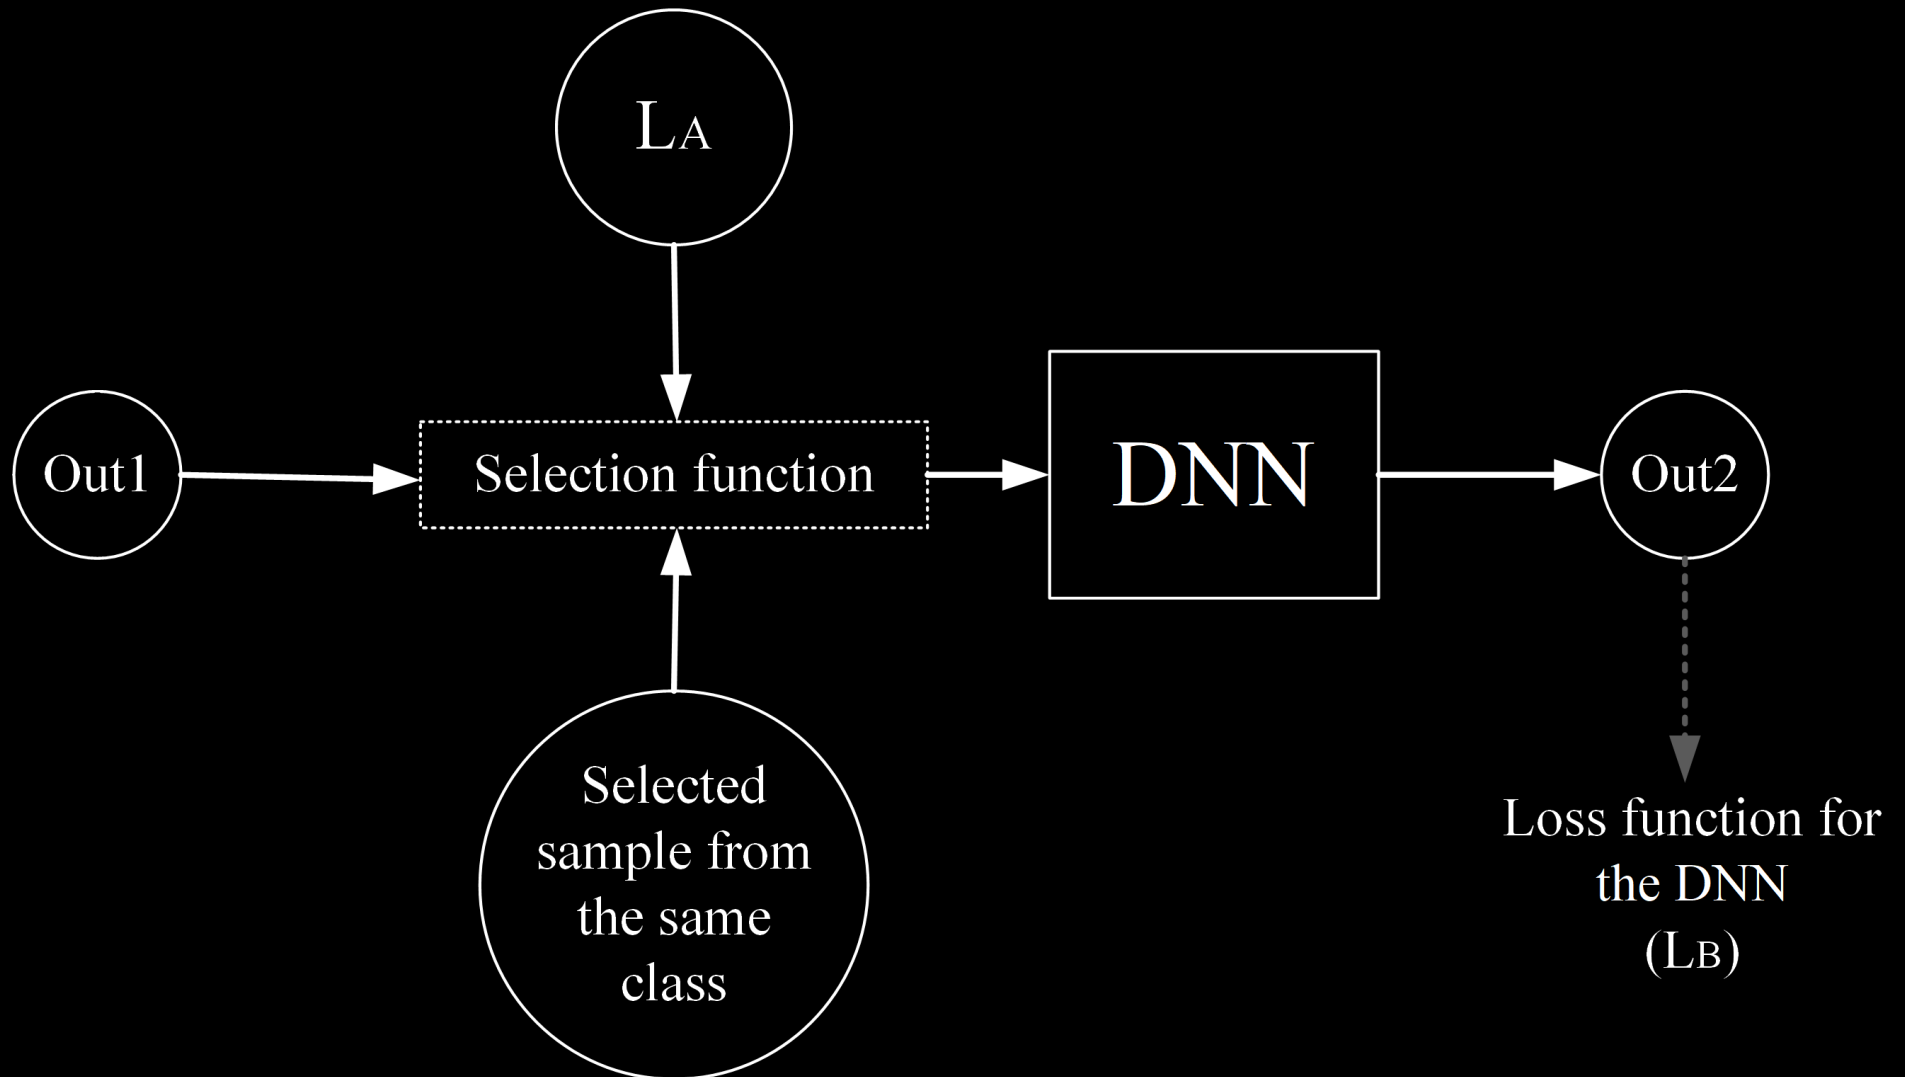 LA
Out1
Selection function
DNN
Out2
Selected
sample from
the same
class
Loss function for
the DNN
(LB)